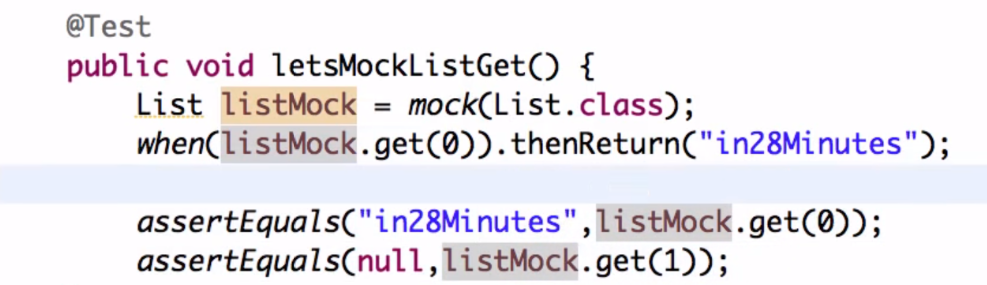 @Test
public void letsMockListGet() {
List listMock = mock(List.class);
when(listMock.get(0)).thenReturn("in28Minutes");
assertEquals("in28Minutes",listMock.get(0));
assertEquals(null,listMock.get(1));